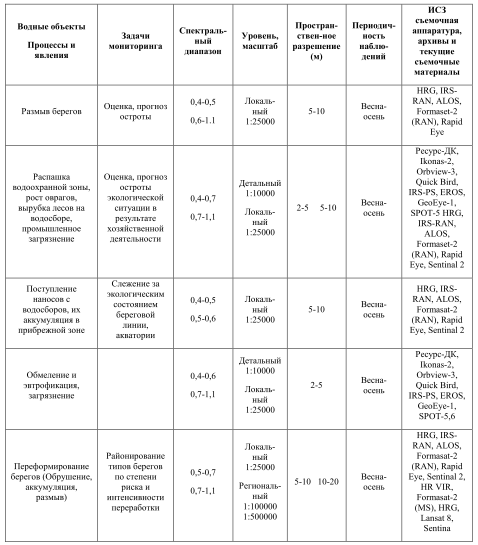 Водные объекты
Процессы и
явления
Задачи
мониторинга
Спектраль-
ный
диапазон
Уровень,
масштаб
Простран-
ствен-ное
разрешение
(м)
Периодич-
ность
наблю-
дений
ИСЗ
съемочная
аппаратура,
архивы и
текущие
съемочные
материалы
Размыв берегов
Оценка, прогноз
остроты
0,4-0,5
0,6-1.1
Локаль-
ный
1:25000
5-10
Весна-
осень
HRG, IRS-
RAN, ALOS,
Formaset-2
(RAN), Rapid
Eye
Распашка
водоохранной зоны,
рост оврагов,
вырубка лесов на
водосборе,
промышленное
загрязнение
Оценка, прогноз
остроты
экологической
ситуации в
результате
хозяйственной
деятельности
0,4-0,7
0,7-1,1
Детальный
1:10000
Локаль-
ный
1:25000
2-5 5-10
Весна-
осень
Ресурс-ДК,
Ikonas-2,
Orbview-3,
Quick Bird,
IRS-PS, EROS,
GeoEye-1,
SPOT-5 HRG,
IRS-RAN,
ALOS,
Formaset-2
(RAN), Rapid
Eye, Sentinal 2
Поступление
наносов с
водосборов, их
аккумуляция в
прибрежной зоне
Слежение за
экологическим
состоянием
береговой
линии,
акватории
0,4-0,5
0,5-0,6
Локаль-
ный
1:25000
5-10
Весна-
осень
HRG, IRS-
RAN, ALOS,
Formasat-2
(RAN), Rapid
Eye, Sentinal 2
Обмеление и
эвтрофикация,
загрязнение
0,4-0,6
0,7-1,1
Детальный
1:10000
Локаль-
ный
1:25000
2-5
Весна-
осень
Ресурс-ДК,
Ikonas-2,
Orbview-3,
Quick Bird,
IRS-PS, EROS,
GeoEye-1,
SPOT-5,6
Переформирование
берегов (Обрушение,
аккумуляция,
размыв)
Районирование
типов берегов
по степени
риска и
интенсивности
переработки
0,5-0,7
0,7-1,1
Локаль-
ный
1:25000
Региональ-
ный
1:100000
1:500000
5-10 10-20
Весна-
осень
HRG, IRS-
RAN, ALOS,
Formasat-2
(RAN), Rapid
Eye, Sentinal 2,
HR VIR,
Formasat-2
(MS), HRG,
Lansat 8,
Sentina